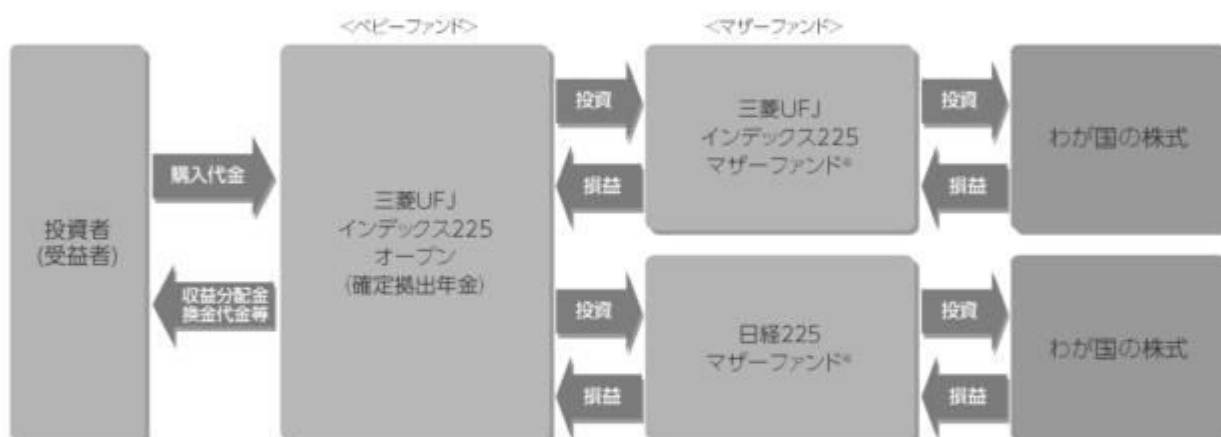 <ベビーファンド>
<マザーファンド>
投資者
(受益者)
購入代金
収益分配金
換金代金等
三菱UFJ
インデックス225
オープン
(確定拠出年金)
投資
損益
三菱UFJ
インデックス225
マザーファンド※
投資
損益
わが国の株式
投資
損益
日経225
マザーファンド※
投資
損益
わが国の株式